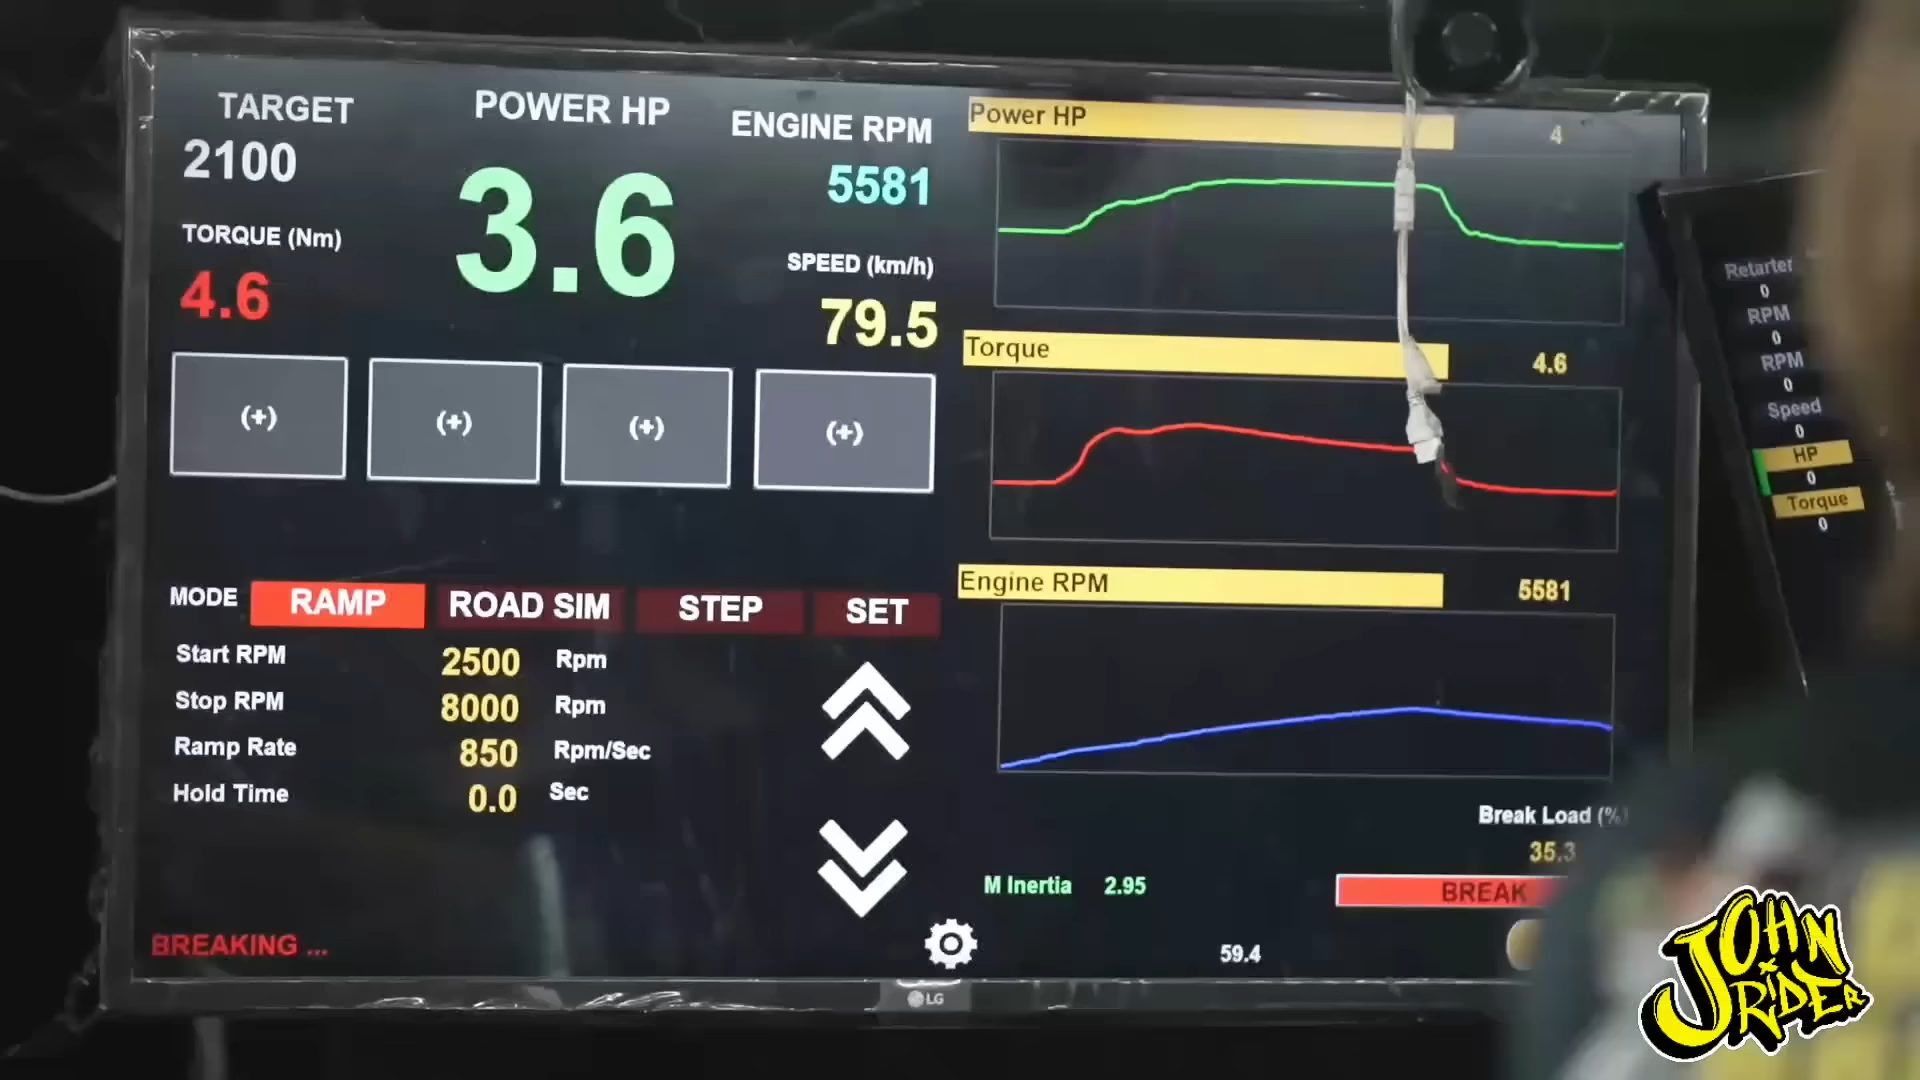 TARGET
2100
TORQUE (Nm)
4.6
POWER HP
3.6
ENGINE RPM
5581
SPEED (km/h)
79.5
(+) (+) (+) (+)
MODE RAMP ROAD SIM STEP SET
Start RPM 2500 Rpm
Stop RPM 8000 Rpm
Ramp Rate 850 Rpm/Sec
Hold Time 0.0 Sec
BREAKING ...
Power HP 4
Torque 4.6
Engine RPM 5581
Break Load (%)
35.3
M Inertia 2.95
BREAK
59.4
LG
Retarter
0
RPM
0
RPM
0
Speed
0
HP
0
Torque
0
JOHN
RIDER